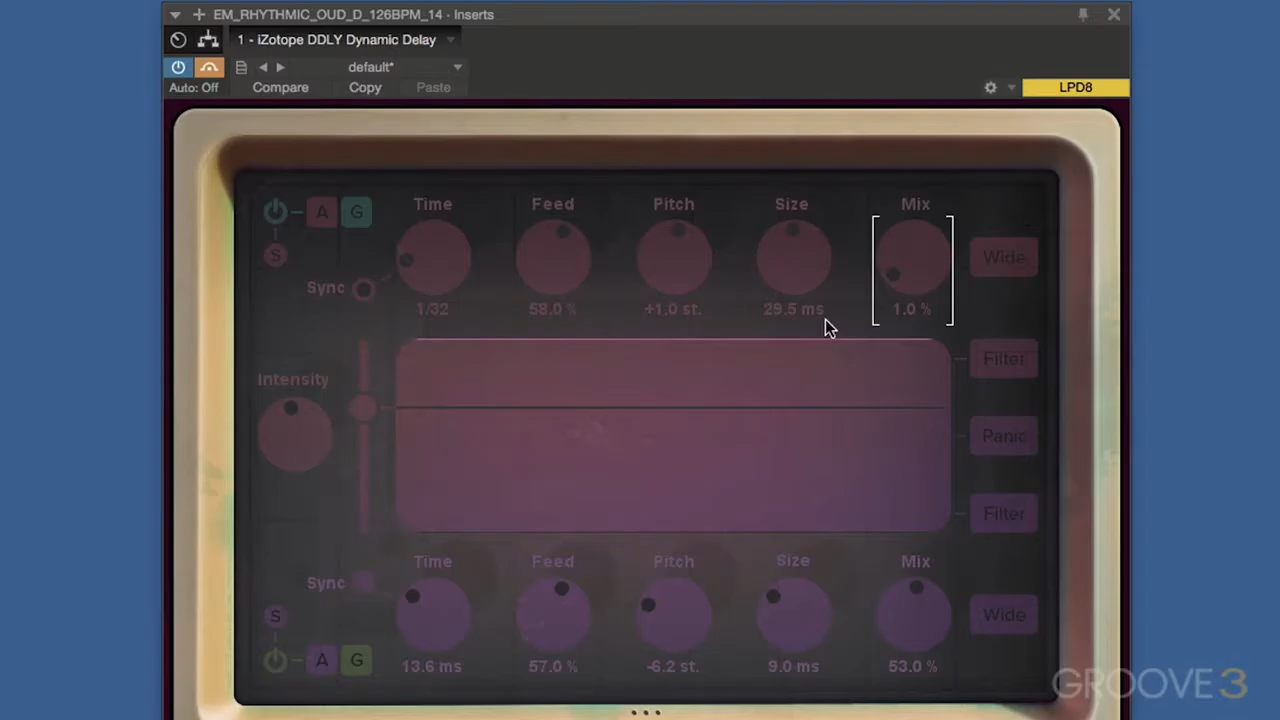 EM_RHYTHMIC_OUD_D_126BPM_14 - Inserts
1 - iZotope DDLY Dynamic Delay
default*
Auto: Off
Compare
Copy
Paste
LPD8
Time
Feed
Pitch
Size
Mix
A
G
S
Wide
Sync
1/32
58.0 %
+1.0 st.
29.5 ms
1.0 %
Filter
Intensity
Panic
Filter
Time
Feed
Pitch
Size
Mix
Sync
S
Wide
A
G
13.6 ms
57.0 %
-6.2 st.
9.0 ms
53.0 %
GROOVE 3